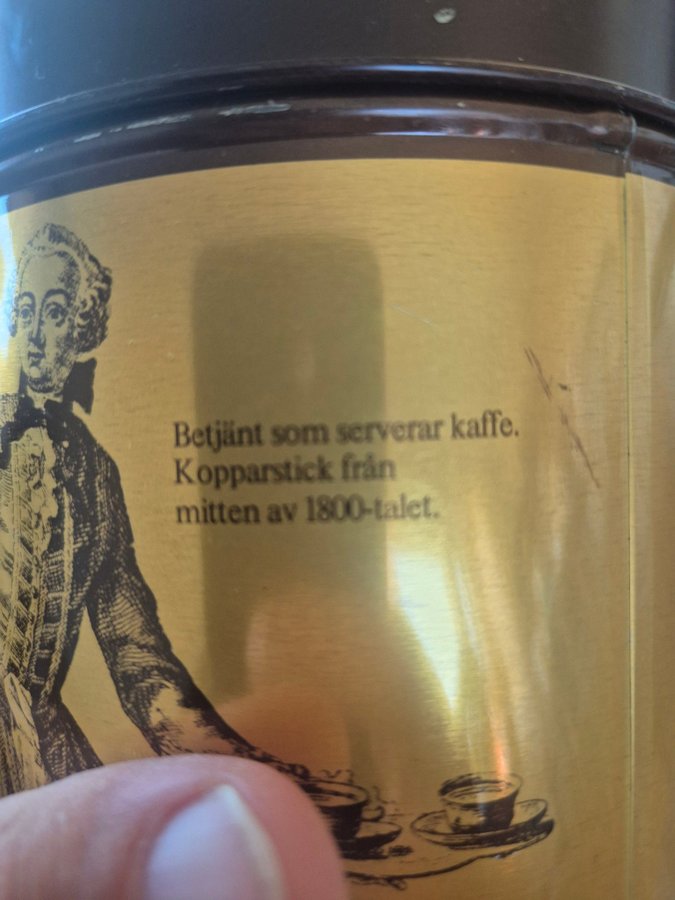 Betjänt som serverar kaffe.
Kopparstick från
mitten av 1800-talet.